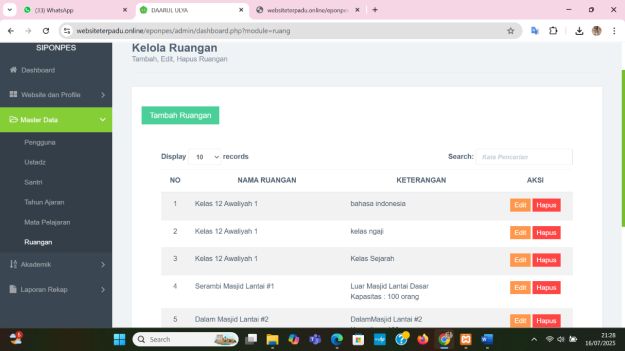 (33) WhatsApp
DAARUL ULYA
websiteterpadu.online/eponpes
websiteterpadu.online/eponpes/admin/dashboard.php?module=ruang
SIPONPES
Dashboard
Website dan Profile
Master Data
Pengguna
Ustadz
Santri
Tahun Ajaran
Mata Pelajaran
Ruangan
Akademik
Laporan Rekap
Kelola Ruangan
Tambah, Edit, Hapus Ruangan
Tambah Ruangan
Display 10 records
Search: Kata Pencarian
NO NAMA RUANGAN KETERANGAN AKSI
1 Kelas 12 Awaliyah 1 bahasa indonesia Edit Hapus
2 Kelas 12 Awaliyah 1 kelas ngaji Edit Hapus
3 Kelas 12 Awaliyah 1 Kelas Sejarah Edit Hapus
4 Serambi Masjid Lantai #1 Luar Masjid Lantai Dasar Edit Hapus
Kapasitas : 100 orang
5 Dalam Masjid Lantai #2 DalamMasjid Lantai #2 Edit Hapus
Search
21:28
16/07/2025